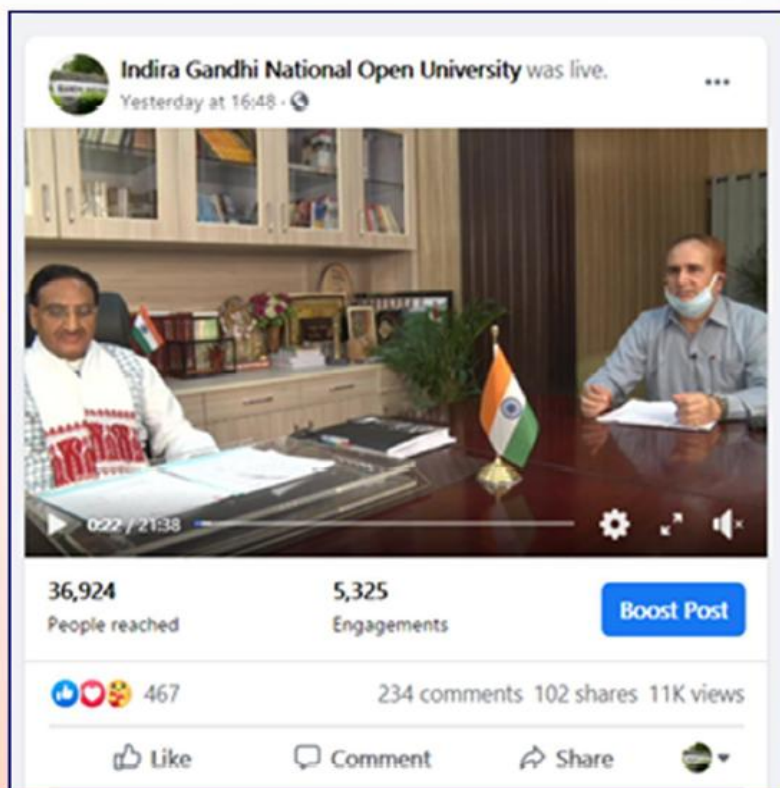 Indira Gandhi National Open University was live.
Yesterday at 16:48 ·
0:22 / 21:38
36,924
People reached
5,325
Engagements
Boost Post
467
234 comments 102 shares 11K views
Like
Comment
Share